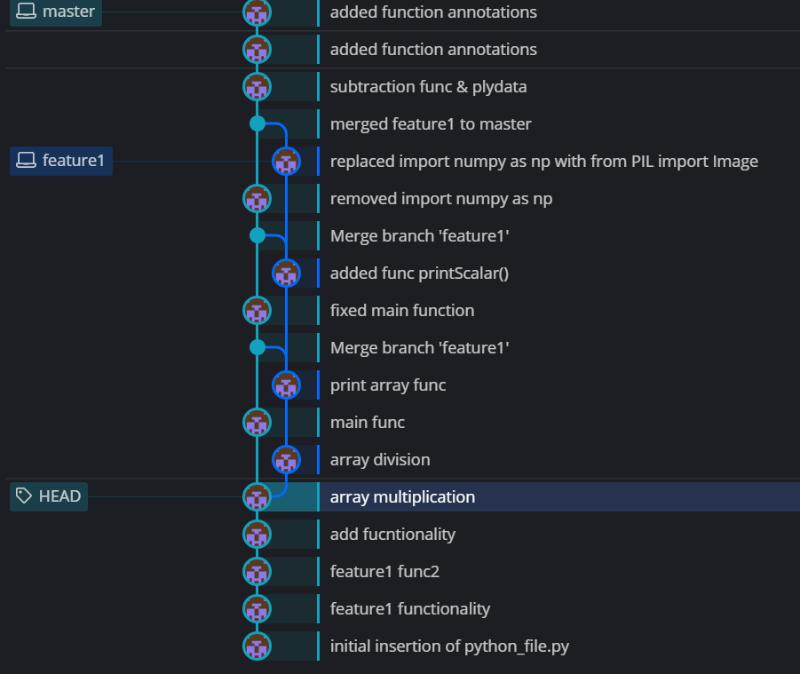 master added function annotations
added function annotations
subtraction func & plydata
merged feature1 to master
feature1 replaced import numpy as np with from PIL import Image
removed import numpy as np
Merge branch 'feature1'
added func printScalar()
fixed main function
Merge branch 'feature1'
print array func
main func
array division
HEAD array multiplication
add fucntionality
feature1 func2
feature1 functionality
initial insertion of python_file.py